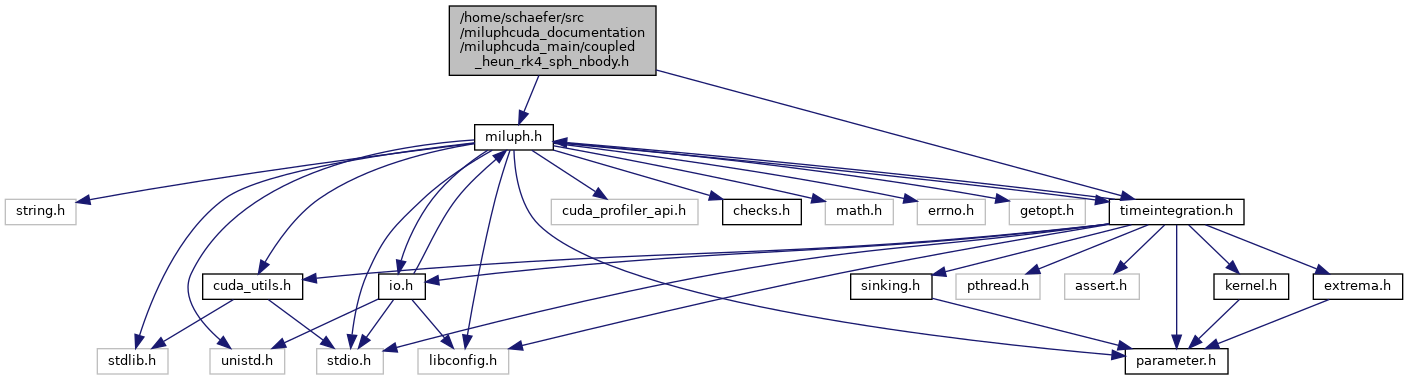 /home/schaefer/src
/miluphcuda_documentation
/miluphcuda_main/coupled
_heun_rk4_sph_nbody.h
miluph.h
string.h
cuda_profiler_api.h
checks.h
math.h
errno.h
getopt.h
timeintegration.h
cuda_utils.h
io.h
sinking.h
pthread.h
assert.h
kernel.h
extrema.h
stdlib.h
unistd.h
stdio.h
libconfig.h
parameter.h